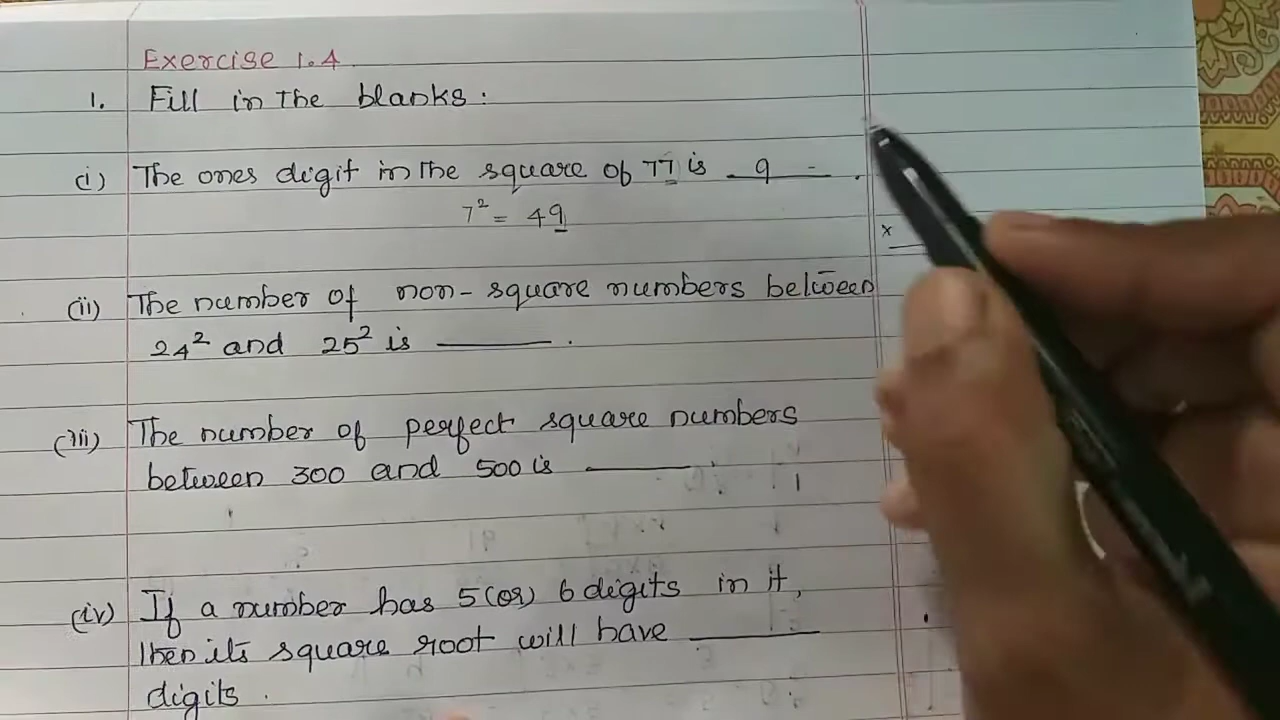 Exercise 1.4
1. Fill in the blanks:
(i) The ones digit in the square of 77 is 9.
7² = 49
×
(ii) The number of non-square numbers between
24² and 25² is ______.
(iii) The number of perfect square numbers
between 300 and 500 is ______.
(iv) If a number has 5 (or) 6 digits in it,
then its square root will have ______
digits.